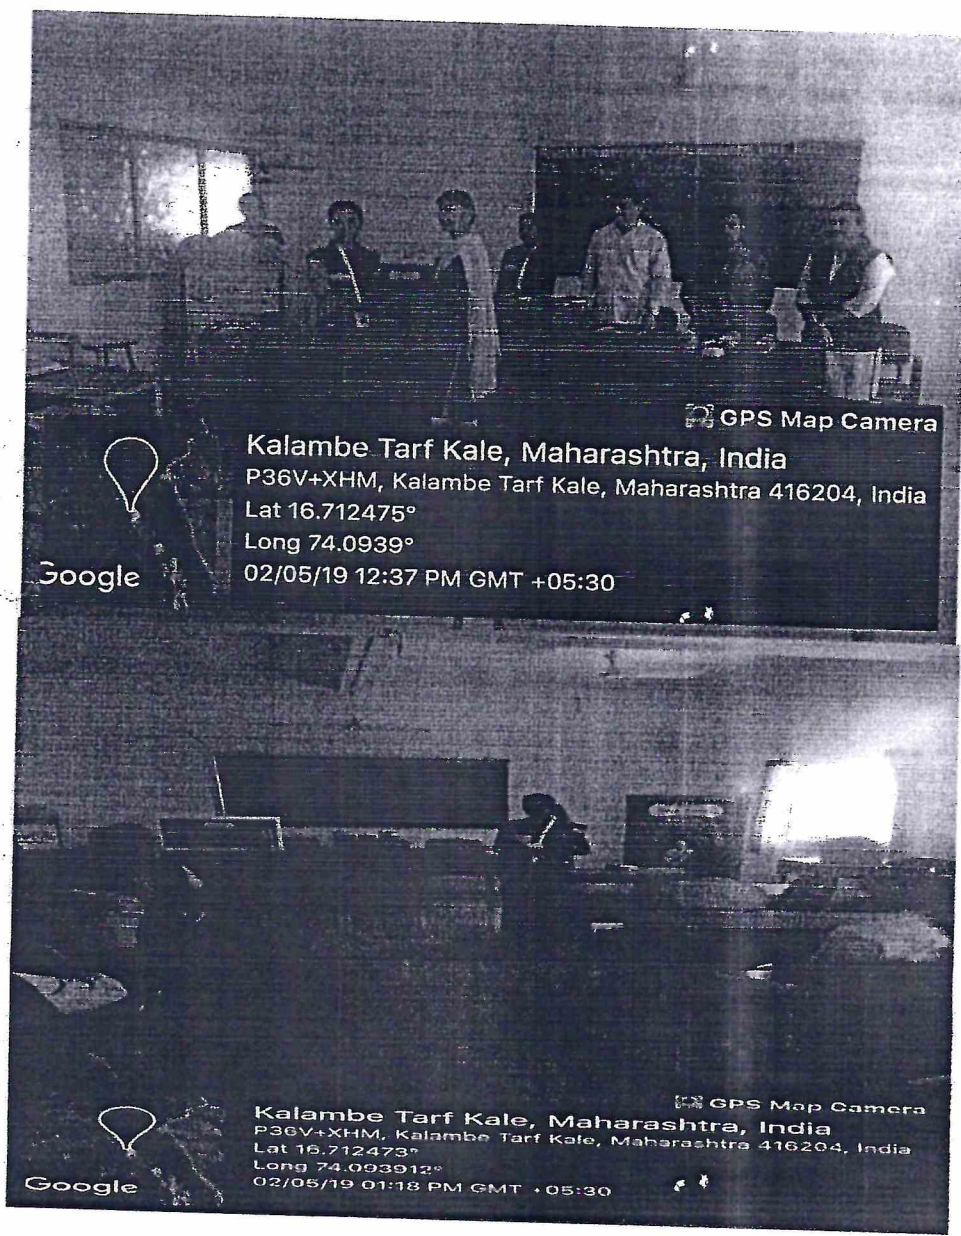 GPS Map Camera
Kalambe Tarf Kale, Maharashtra, India
P36V+XHM, Kalambe Tarf Kale, Maharashtra 416204, India
Lat 16.712475°
Long 74.0939°
02/05/19 12:37 PM GMT +05:30
Google
GPS Map Camera
Kalambe Tarf Kale, Maharashtra, India
P36V+XHM, Kalambe Tarf Kale, Maharashtra 416204, India
Lat 16.712473°
Long 74.093912°
02/05/19 01:18 PM GMT +05:30
Google